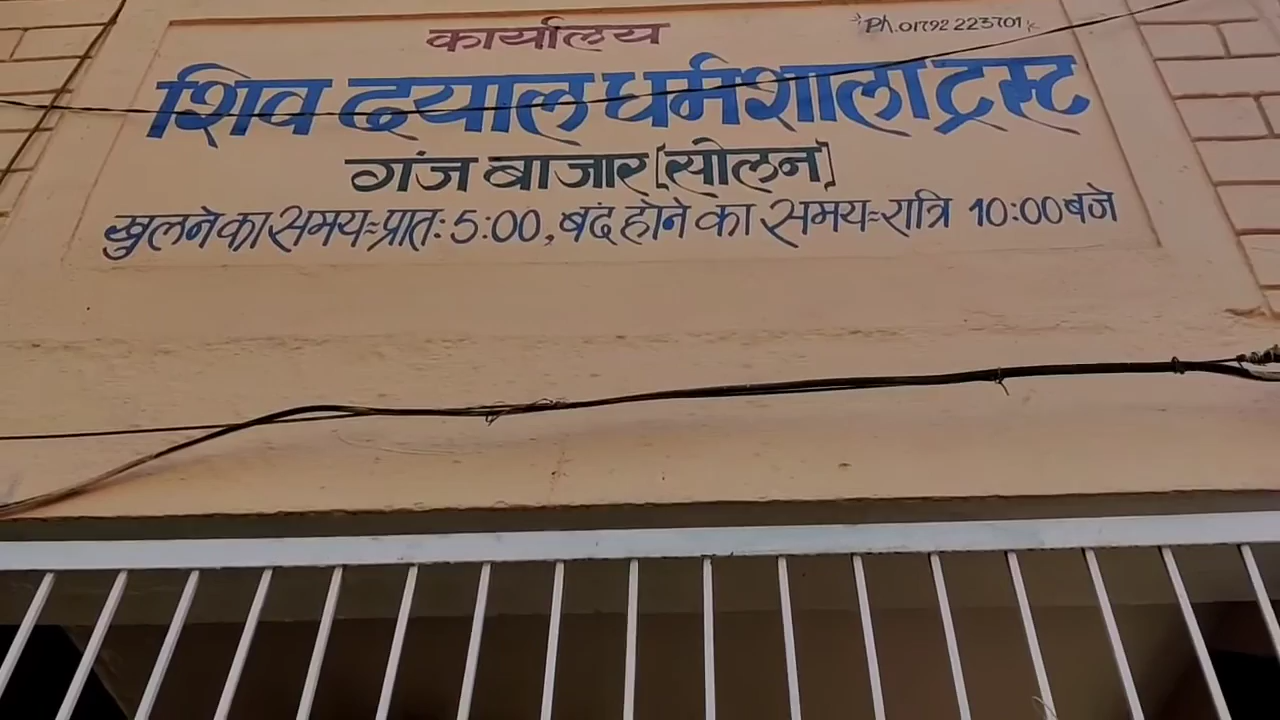 कार्यालय
Ph.01792 223701
शिव दयाल धर्मशाला ट्रस्ट
गंज बाजार [सोलन]
खुलने का समय:-प्रातः 5:00, बंद होने का समय:-रात्रि 10:00 बजे